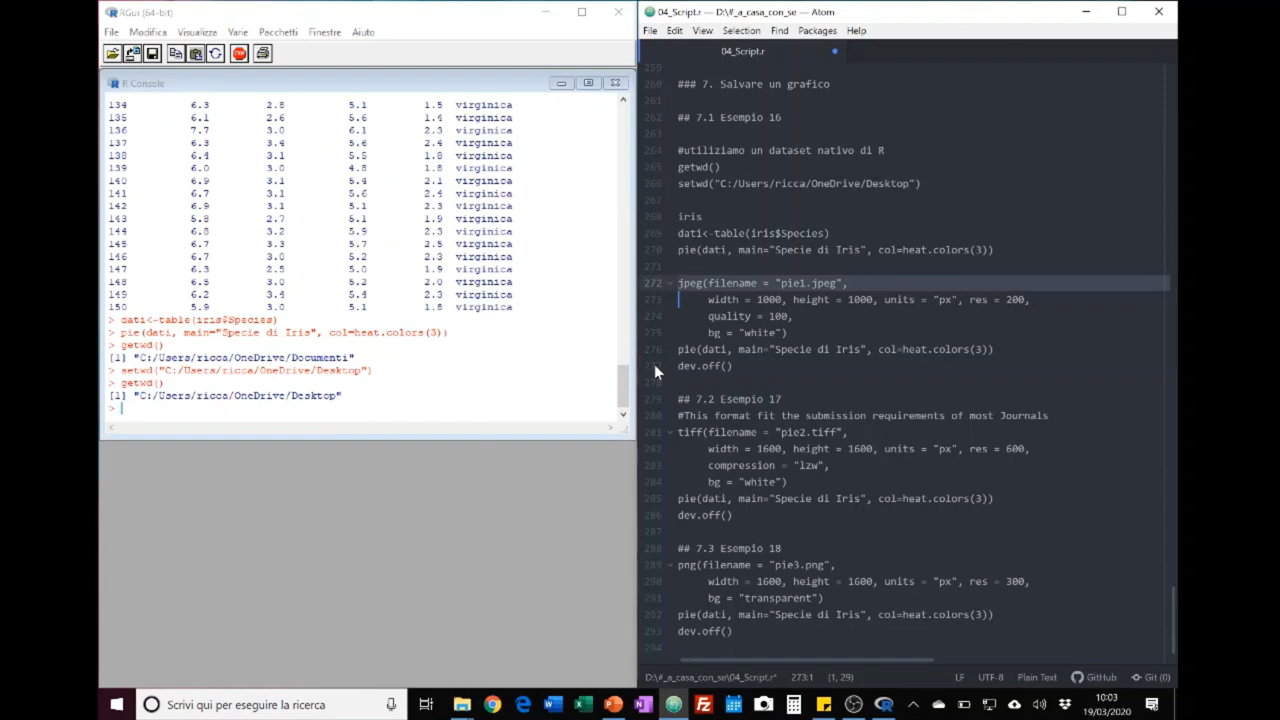 RGui (64-bit)
File Modifica Visualizza Varie Pacchetti Finestre Aiuto
R Console
134 6.3 2.8 5.1 1.5 virginica
135 6.1 2.6 5.6 1.4 virginica
136 7.7 3.0 6.1 2.3 virginica
137 6.3 3.4 5.6 2.4 virginica
138 6.4 3.1 5.5 1.8 virginica
139 6.0 3.0 4.8 1.8 virginica
140 6.9 3.1 5.4 2.1 virginica
141 6.7 3.1 5.6 2.4 virginica
142 6.9 3.1 5.1 2.3 virginica
143 5.8 2.7 5.1 1.9 virginica
144 6.8 3.2 5.9 2.3 virginica
145 6.7 3.3 5.7 2.5 virginica
146 6.7 3.0 5.2 2.3 virginica
147 6.3 2.5 5.0 1.9 virginica
148 6.5 3.0 5.2 2.0 virginica
149 6.2 3.4 5.4 2.3 virginica
150 5.9 3.0 5.1 1.8 virginica
> dati<-table(iris$Species)
> pie(dati, main="Specie di Iris", col=heat.colors(3))
> getwd()
[1] "C:/Users/ricca/OneDrive/Documenti"
> setwd("C:/Users/ricca/OneDrive/Desktop")
> getwd()
[1] "C:/Users/ricca/OneDrive/Desktop"
>
04_Script.r — D:\#_a_casa_con_se — Atom
File Edit View Selection Find Packages Help
04_Script.r
259
260 ### 7. Salvare un grafico
261
262 ## 7.1 Esempio 16
263
264 #utiliziamo un dataset nativo di R
265 getwd()
266 setwd("C:/Users/ricca/OneDrive/Desktop")
267
268 iris
269 dati<-table(iris$Species)
270 pie(dati, main="Specie di Iris", col=heat.colors(3))
271
272 jpeg(filename = "pie1.jpeg",
273 width = 1000, height = 1000, units = "px", res = 200,
274 quality = 100,
275 bg = "white")
276 pie(dati, main="Specie di Iris", col=heat.colors(3))
277 dev.off()
278
279 ## 7.2 Esempio 17
280 #This format fit the submission requirements of most Journals
281 tiff(filename = "pie2.tiff",
282 width = 1600, height = 1600, units = "px", res = 600,
283 compression = "lzw",
284 bg = "white")
285 pie(dati, main="Specie di Iris", col=heat.colors(3))
286 dev.off()
287
288 ## 7.3 Esempio 18
289 png(filename = "pie3.png",
290 width = 1600, height = 1600, units = "px", res = 300,
291 bg = "transparent")
292 pie(dati, main="Specie di Iris", col=heat.colors(3))
293 dev.off()
294
D:\#_a_casa_con_se\04_Script.r* 273:1 (1, 29) LF UTF-8 Plain Text GitHub Git (0)
Scrivi qui per eseguire la ricerca
10:03
19/03/2020